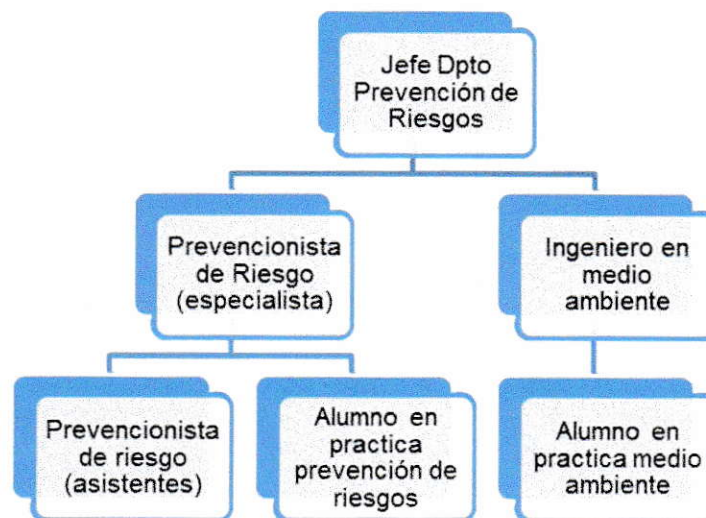 Jefe Dpto
Prevención de
Riesgos
Prevencionista
de Riesgo
(especialista)
Ingeniero en
medio
ambiente
Prevencionista
de riesgo
(asistentes)
Alumno en
practica
prevención de
riesgos
Alumno en
practica medio
ambiente